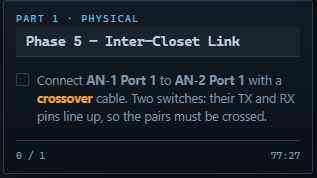 PART 1 · PHYSICAL
Phase 5 — Inter-Closet Link
Connect AN-1 Port 1 to AN-2 Port 1 with a
crossover cable. Two switches: their TX and RX
pins line up, so the pairs must be crossed.
0 / 1
77:27